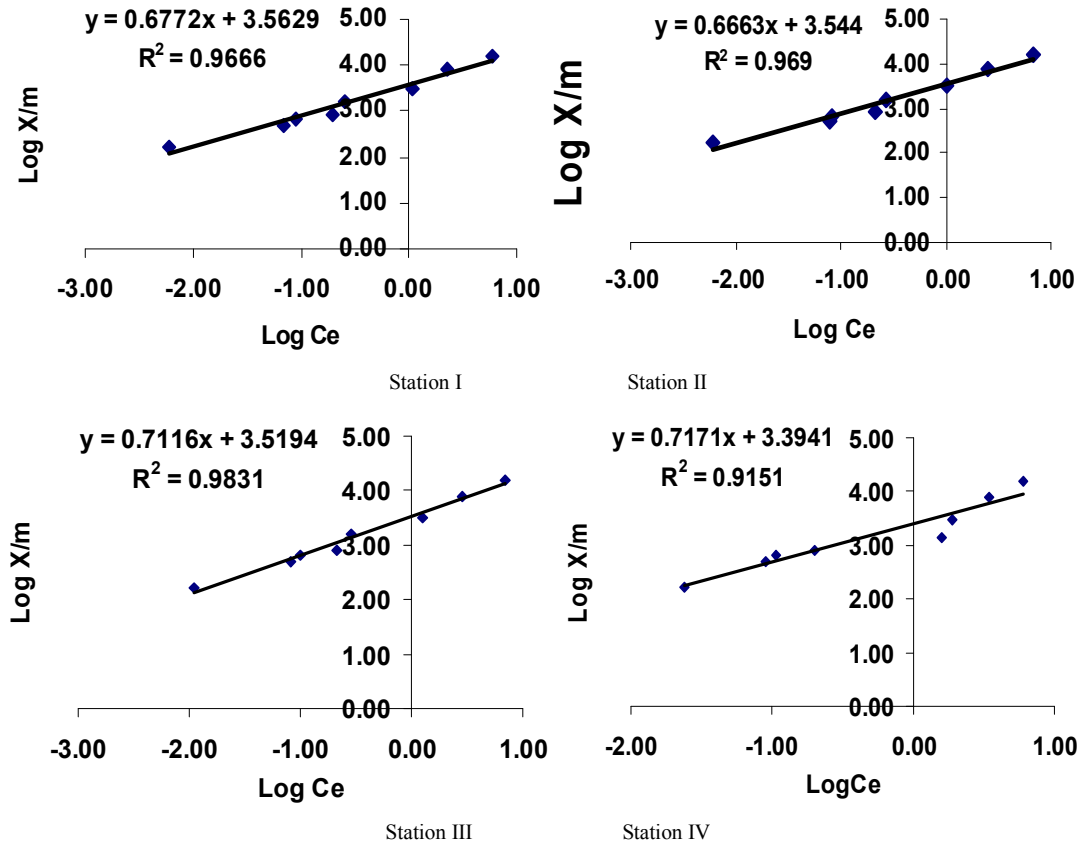 y = 0.6772x + 3.5629
R² = 0.9666
5.00
4.00
3.00
2.00
1.00
0.00
-3.00 -2.00 -1.00 0.00 1.00
Log X/m
Log Ce
y = 0.6663x + 3.544
R² = 0.969
5.00
4.00
3.00
2.00
1.00
0.00
-3.00 -2.00 -1.00 0.00 1.00
Log X/m
Log Ce
Station I
Station II
y = 0.7116x + 3.5194
R² = 0.9831
5.00
4.00
3.00
2.00
1.00
0.00
-3.00 -2.00 -1.00 0.00 1.00
Log X/m
Log Ce
y = 0.7171x + 3.3941
R² = 0.9151
5.00
4.00
3.00
2.00
1.00
0.00
-2.00 -1.00 0.00 1.00
Log X/m
LogCe
Station III
Station IV